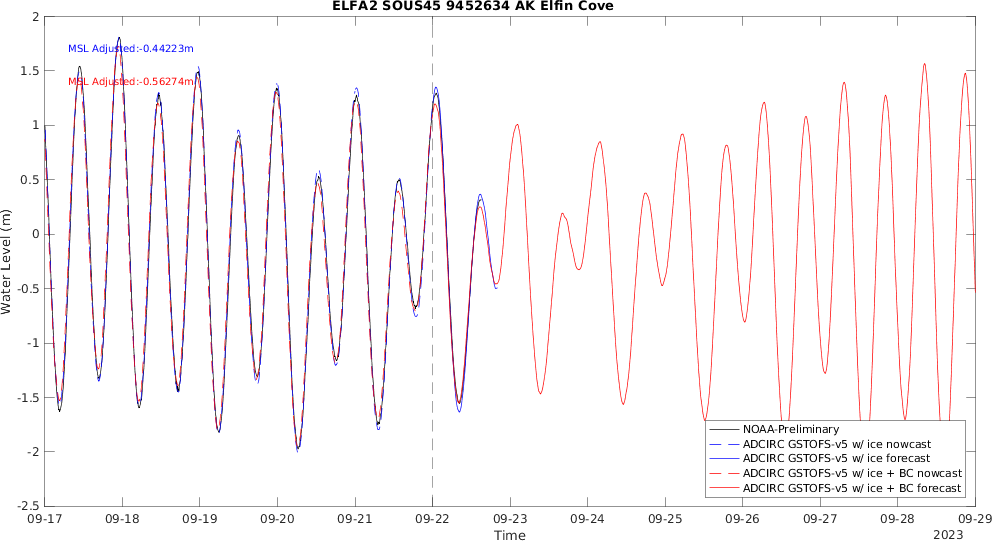 ELFA2 SOUS45 9452634 AK Elfin Cove
MSL Adjusted:-0.44223m
MSL Adjusted:-0.56274m
2
1.5
1
0.5
0
-0.5
-1
-1.5
-2
-2.5
Water Level (m)
NOAA-Preliminary
ADCIRC GSTOFS-v5 w/ ice nowcast
ADCIRC GSTOFS-v5 w/ ice forecast
ADCIRC GSTOFS-v5 w/ ice + BC nowcast
ADCIRC GSTOFS-v5 w/ ice + BC forecast
09-17 09-18 09-19 09-20 09-21 09-22 09-23 09-24 09-25 09-26 09-27 09-28 09-29
Time
2023